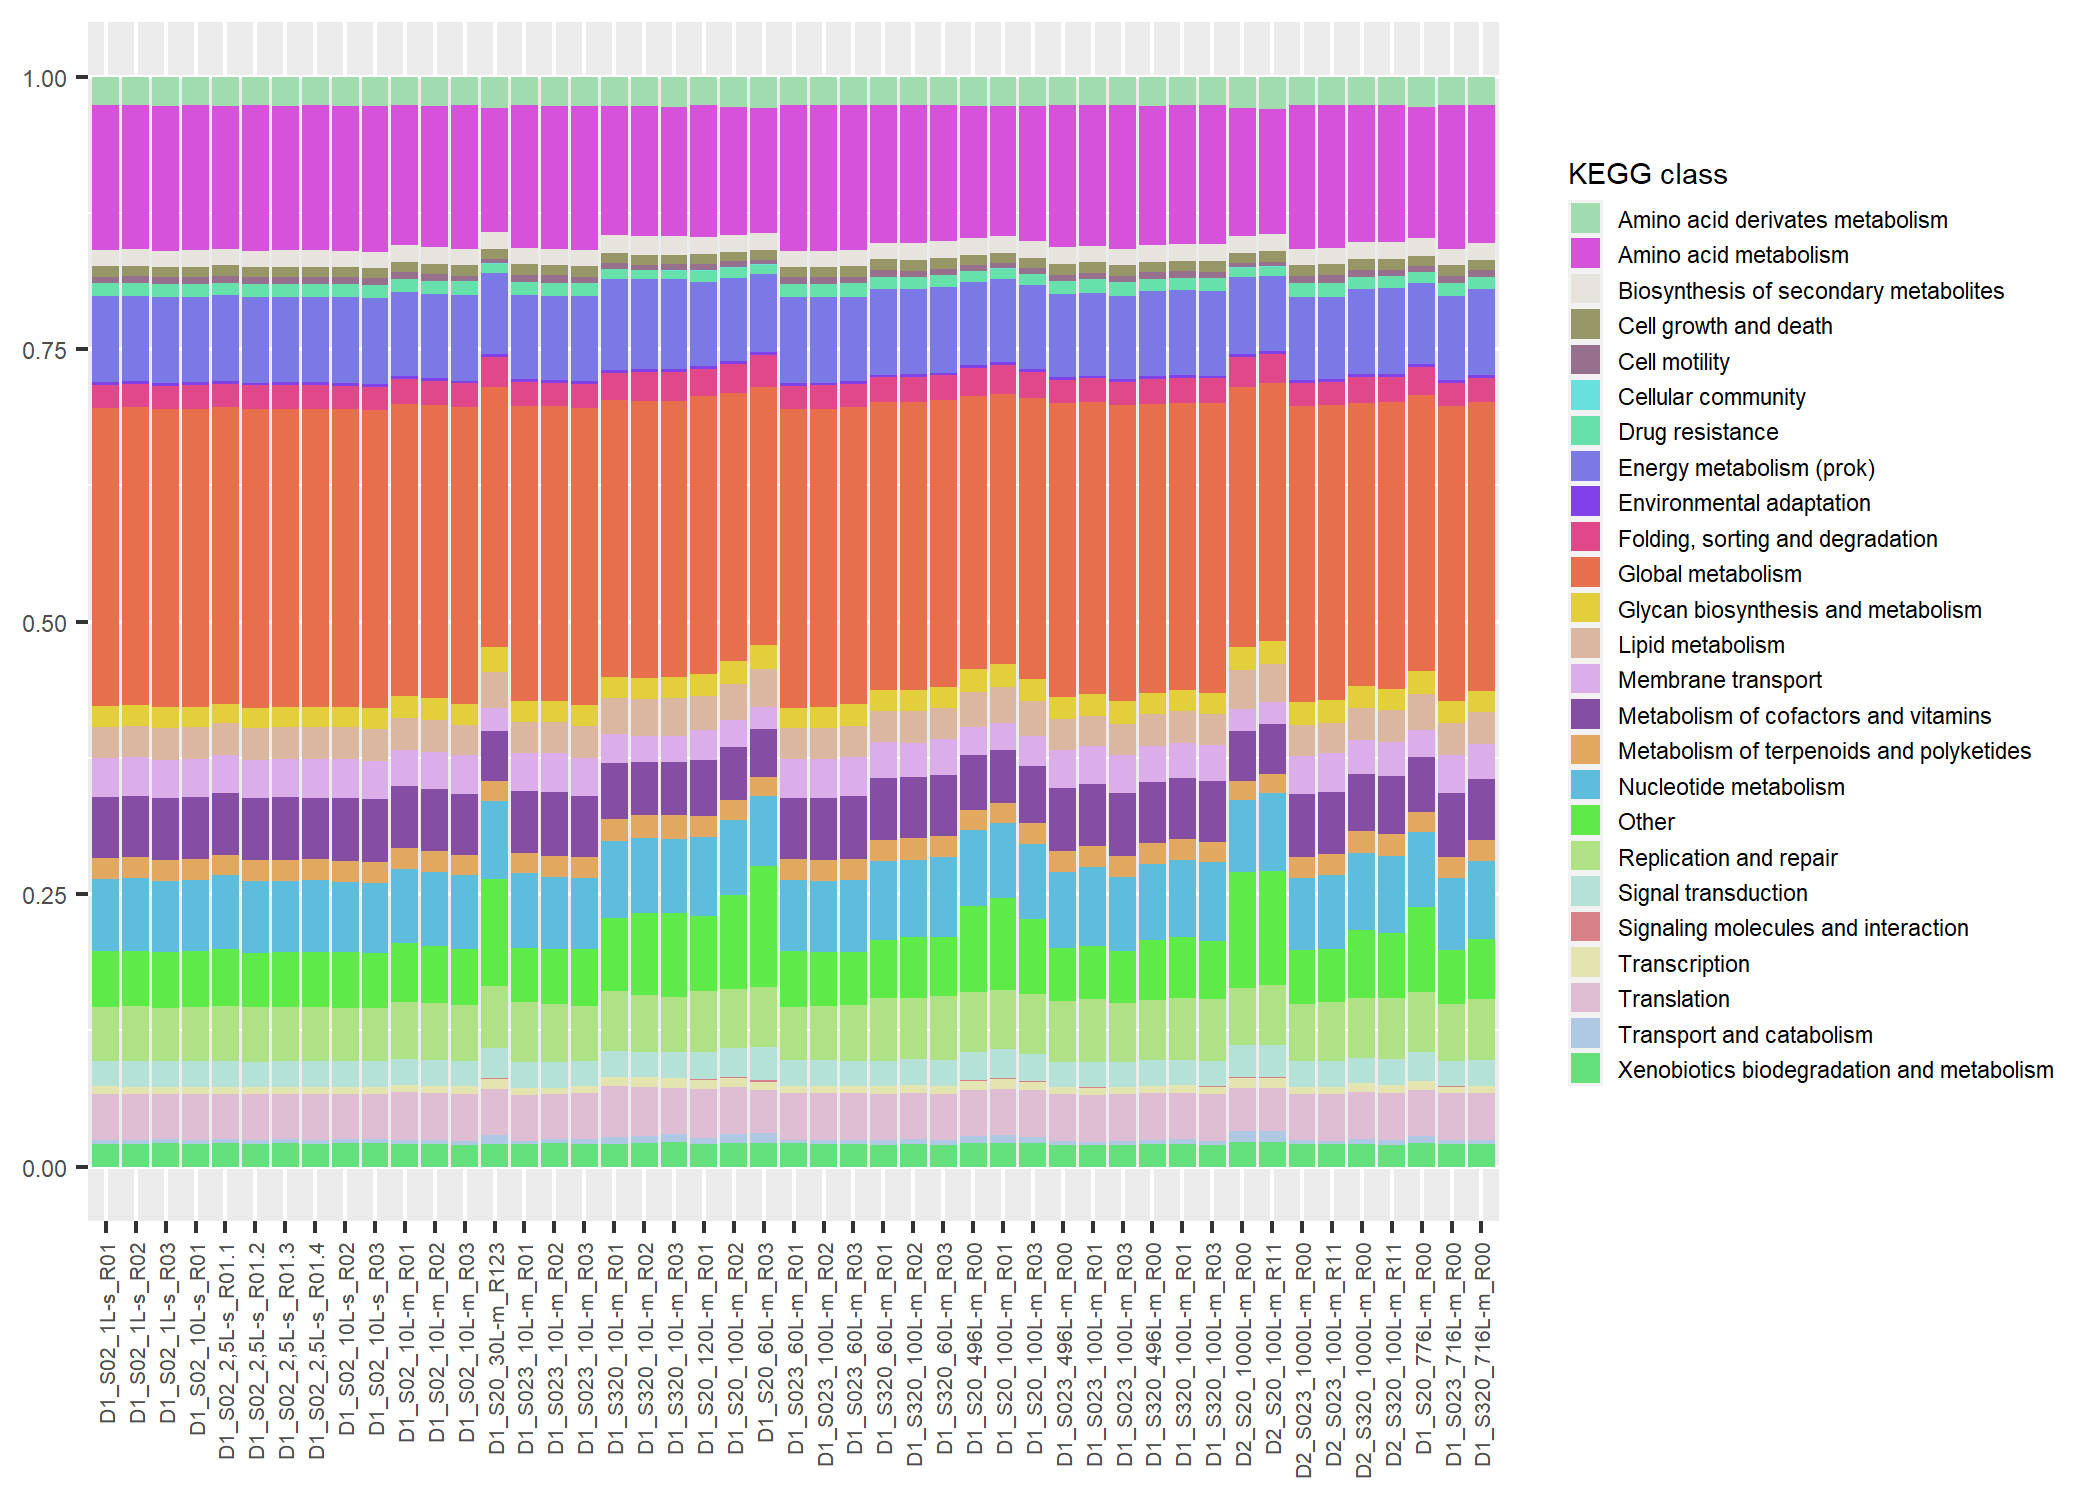 1.00
0.75
0.50
0.25
0.00
D1_S02_1L-s_R01
D1_S02_1L-s_R02
D1_S02_1L-s_R03
D1_S02_10L-s_R01
D1_S02_2,5L-s_R01.1
D1_S02_2,5L-s_R01.2
D1_S02_2,5L-s_R01.3
D1_S02_2,5L-s_R01.4
D1_S02_10L-s_R02
D1_S02_10L-s_R03
D1_S02_10L-m_R01
D1_S02_10L-m_R02
D1_S02_10L-m_R03
D1_S20_30L-m_R123
D1_S023_10L-m_R01
D1_S023_10L-m_R02
D1_S023_10L-m_R03
D1_S320_10L-m_R01
D1_S320_10L-m_R02
D1_S320_10L-m_R03
D1_S20_120L-m_R01
D1_S20_100L-m_R02
D1_S20_60L-m_R03
D1_S023_60L-m_R01
D1_S023_100L-m_R02
D1_S023_60L-m_R03
D1_S320_60L-m_R01
D1_S320_100L-m_R02
D1_S320_60L-m_R03
D1_S20_496L-m_R00
D1_S20_100L-m_R01
D1_S20_100L-m_R03
D1_S023_496L-m_R00
D1_S023_100L-m_R01
D1_S023_100L-m_R03
D1_S320_496L-m_R00
D1_S320_100L-m_R01
D1_S320_100L-m_R03
D2_S20_1000L-m_R00
D2_S20_100L-m_R11
D2_S023_1000L-m_R00
D2_S023_100L-m_R11
D2_S320_1000L-m_R00
D2_S320_100L-m_R11
D1_S20_776L-m_R00
D1_S023_716L-m_R00
D1_S320_716L-m_R00
KEGG class
Amino acid derivates metabolism
Amino acid metabolism
Biosynthesis of secondary metabolites
Cell growth and death
Cell motility
Cellular community
Drug resistance
Energy metabolism (prok)
Environmental adaptation
Folding, sorting and degradation
Global metabolism
Glycan biosynthesis and metabolism
Lipid metabolism
Membrane transport
Metabolism of cofactors and vitamins
Metabolism of terpenoids and polyketides
Nucleotide metabolism
Other
Replication and repair
Signal transduction
Signaling molecules and interaction
Transcription
Translation
Transport and catabolism
Xenobiotics biodegradation and metabolism